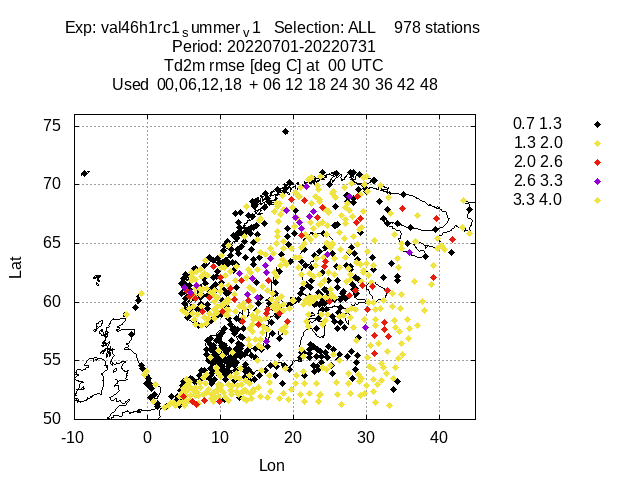 Exp: val46h1rc1summerv1 Selection: ALL 978 stations
Period: 20220701-20220731
Td2m rmse [deg C] at 00 UTC
Used 00,06,12,18 + 06 12 18 24 30 36 42 48
0.7 1.3
1.3 2.0
2.0 2.6
2.6 3.3
3.3 4.0
75
70
65
60
55
50
Lat
-10 0 10 20 30 40
Lon